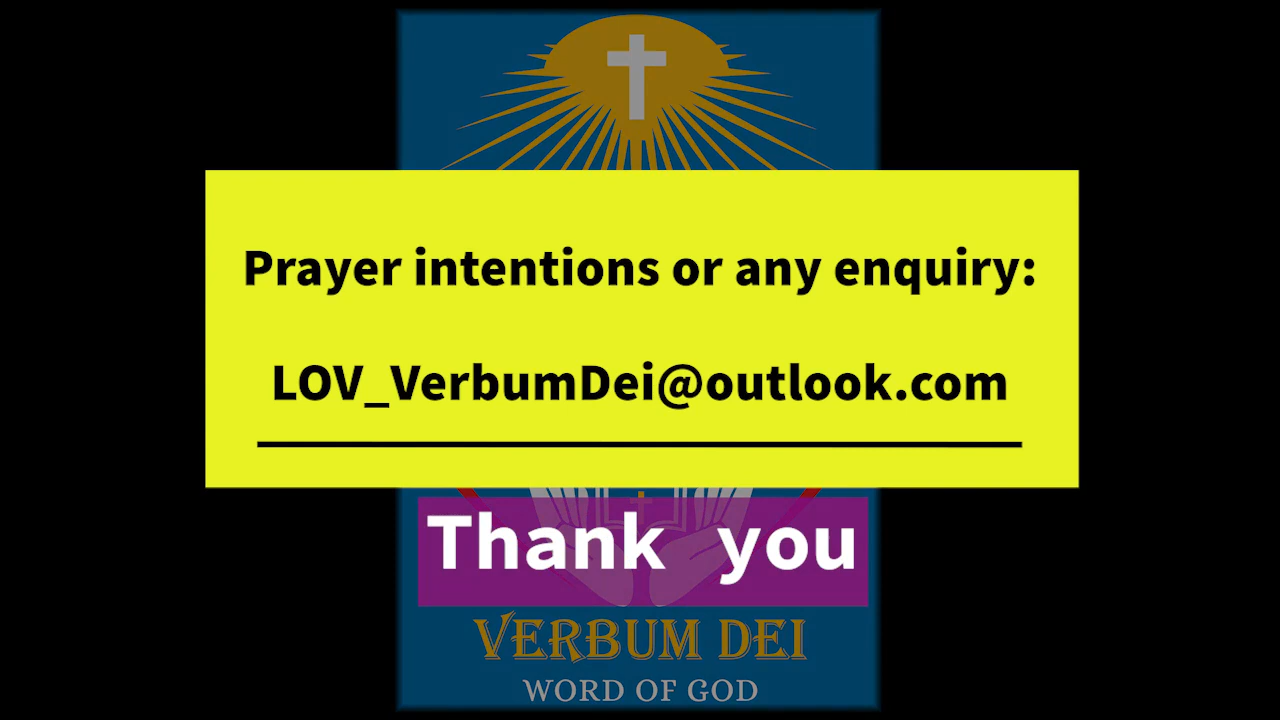 Prayer intentions or any enquiry:
LOV_VerbumDei@outlook.com
Thank you
VERBUM DEI
WORD OF GOD